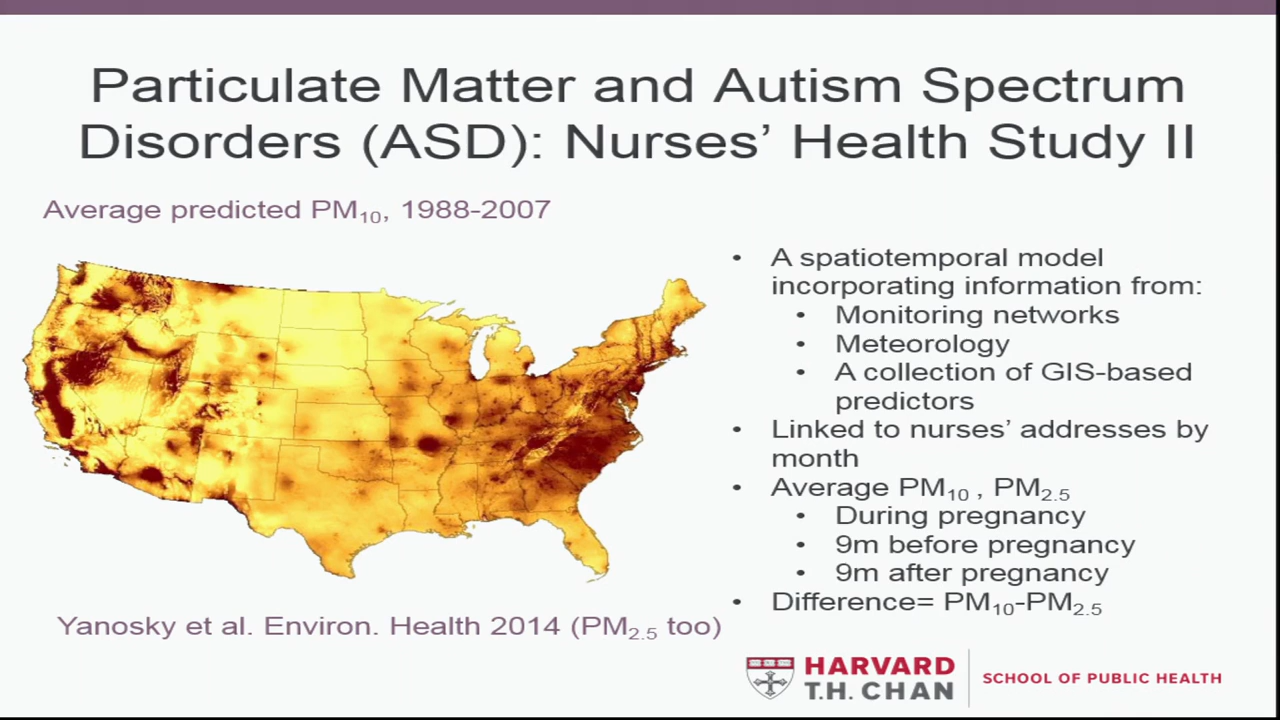 Particulate Matter and Autism Spectrum
Disorders (ASD): Nurses’ Health Study II
Average predicted PM10, 1988-2007
• A spatiotemporal model
incorporating information from:
• Monitoring networks
• Meteorology
• A collection of GIS-based
predictors
• Linked to nurses’ addresses by
month
• Average PM10 , PM2.5
• During pregnancy
• 9m before pregnancy
• 9m after pregnancy
• Difference= PM10-PM2.5
Yanosky et al. Environ. Health 2014 (PM2.5 too)
HARVARD
T.H. CHAN
SCHOOL OF PUBLIC HEALTH